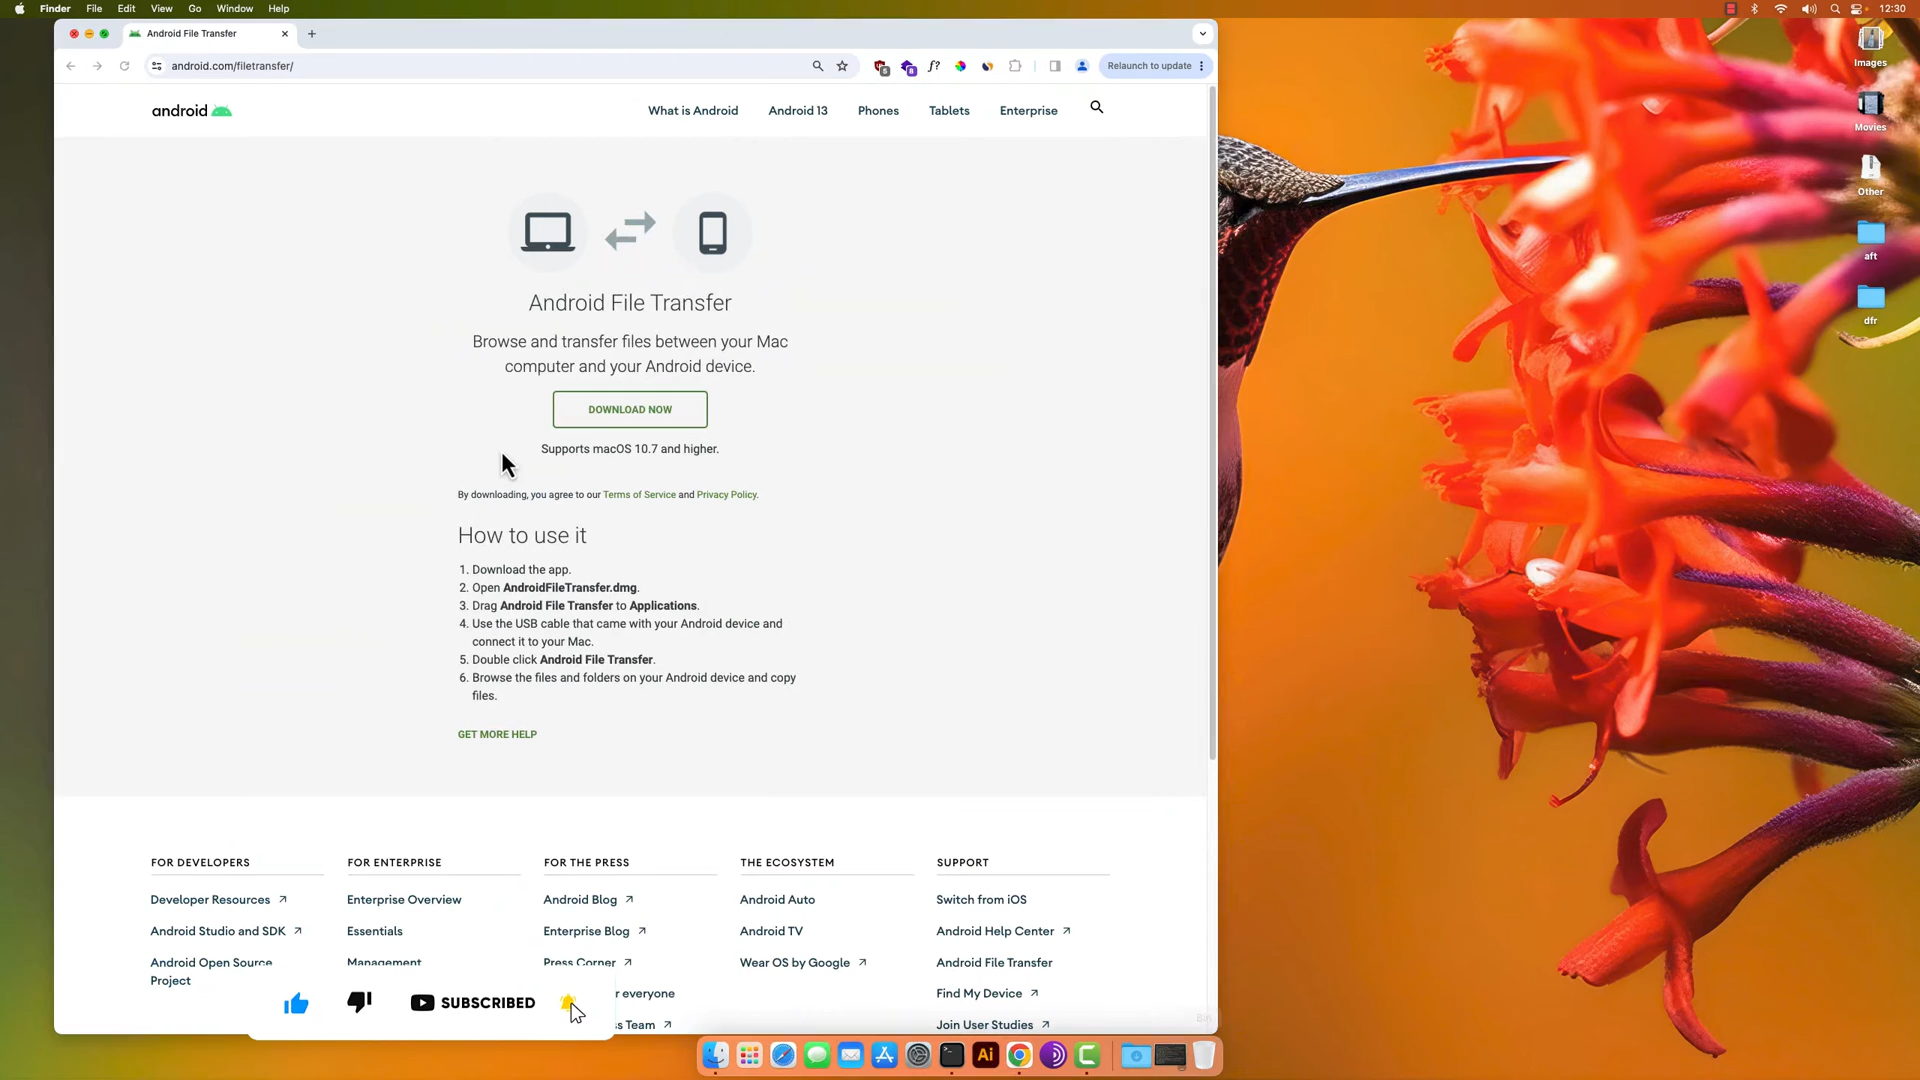 Finder File Edit View Go Window Help
12:30
Android File Transfer
android.com/filetransfer/
Relaunch to update
android
What is Android
Android 13
Phones
Tablets
Enterprise
Images
Movies
Other
aft
dfr
Android File Transfer
Browse and transfer files between your Mac
computer and your Android device.
DOWNLOAD NOW
Supports macOS 10.7 and higher.
By downloading, you agree to our Terms of Service and Privacy Policy.
How to use it
1. Download the app.
2. Open AndroidFileTransfer.dmg.
3. Drag Android File Transfer to Applications.
4. Use the USB cable that came with your Android device and
connect it to your Mac.
5. Double click Android File Transfer.
6. Browse the files and folders on your Android device and copy
files.
GET MORE HELP
FOR DEVELOPERS
Developer Resources
Android Studio and SDK
Android Open Source
Project
FOR ENTERPRISE
Enterprise Overview
Essentials
Management
FOR THE PRESS
Android Blog
Enterprise Blog
Press Corner
r everyone
ss Team
THE ECOSYSTEM
Android Auto
Android TV
Wear OS by Google
SUPPORT
Switch from iOS
Android Help Center
Android File Transfer
Find My Device
Join User Studies
SUBSCRIBED
Ai